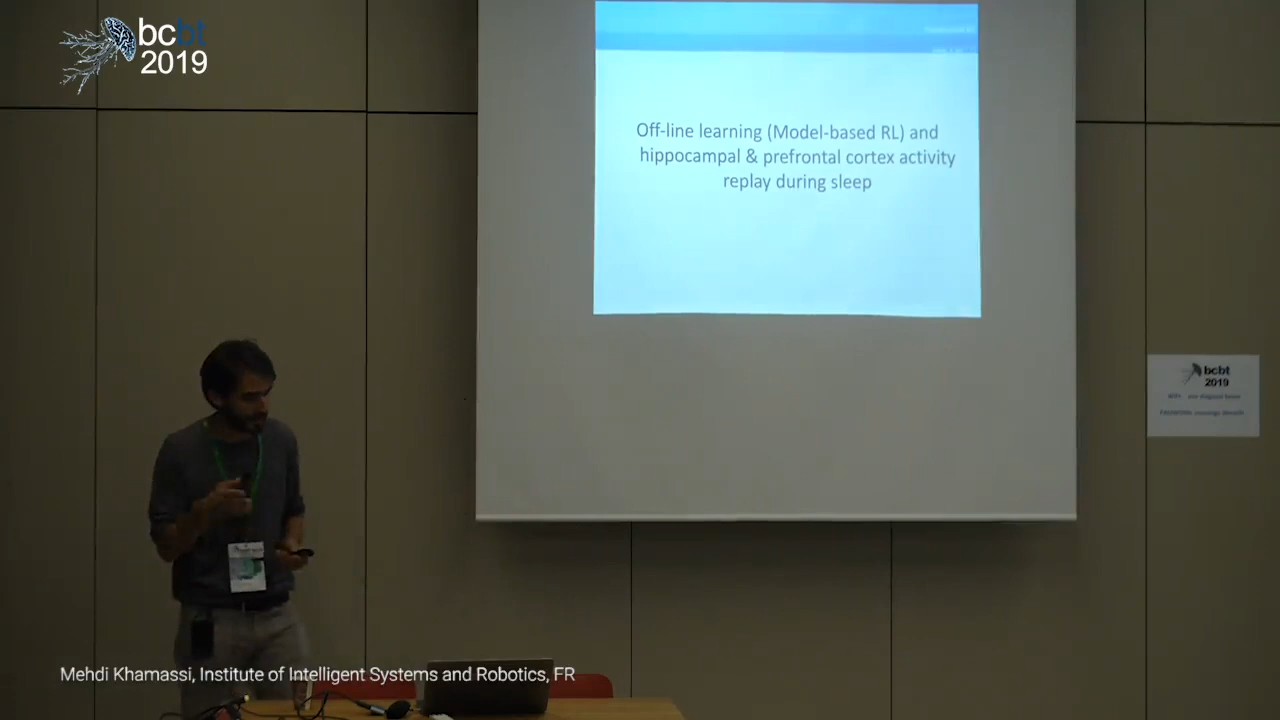 bcbt
2019
Off-line learning (Model-based RL) and
hippocampal & prefrontal cortex activity
replay during sleep
bcbt
2019
Mehdi Khamassi, Institute of Intelligent Systems and Robotics, FR